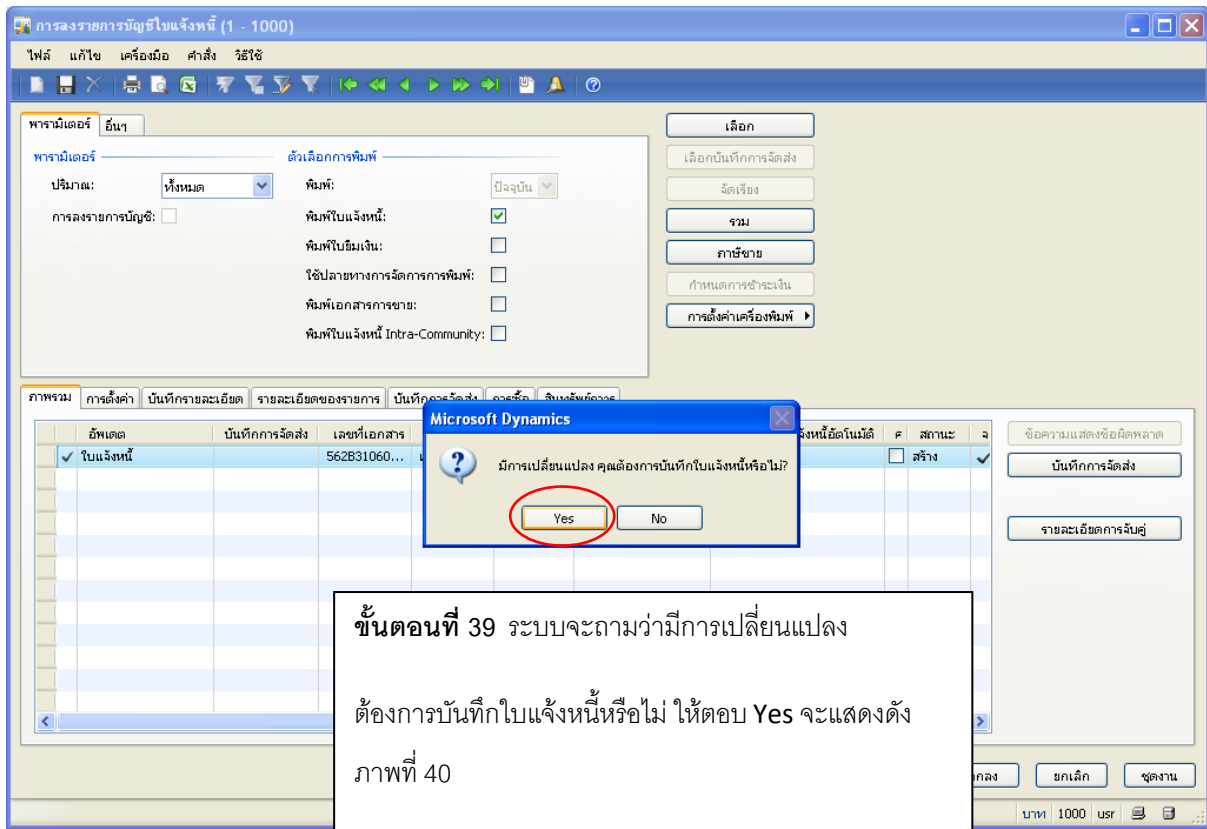 การลงรายการบัญชีใบแจ้งหนี้ (1 - 1000)
ไฟล์ แก้ไข เครื่องมือ คำสั่ง วิธีใช้
พารามิเตอร์ อื่นๆ
พารามิเตอร์
ปริมาณ: ทั้งหมด
การลงรายการบัญชี:
ตัวเลือกการพิมพ์
พิมพ์: ปัจจุบัน
พิมพ์ใบแจ้งหนี้:
พิมพ์ใบยืมเงิน:
ใช้ปลายทางการจัดการการพิมพ์:
พิมพ์เอกสารการขาย:
พิมพ์ใบแจ้งหนี้ Intra-Community:
เลือก
เลือกบันทึกการจัดส่ง
จัดเรียง
รวม
ภาษีขาย
กำหนดการชำระเงิน
การตั้งค่าเครื่องพิมพ์
ภาพรวม การตั้งค่า บันทึกรายละเอียด รายละเอียดของรายการ
อัพเดต บันทึกการจัดส่ง เลขที่เอกสาร สถานะ
ใบแจ้งหนี้ 562B31060... สร้าง
Microsoft Dynamics
มีการเปลี่ยนแปลง คุณต้องการบันทึกใบแจ้งหนี้หรือไม่?
Yes No
ข้อความแสดงข้อผิดพลาด
บันทึกการจัดส่ง
รายละเอียดการจับคู่
ขั้นตอนที่ 39 ระบบจะถามว่ามีการเปลี่ยนแปลง
ต้องการบันทึกใบแจ้งหนี้หรือไม่ ให้ตอบ Yes จะแสดงดัง
ภาพที่ 40
ยกเลิก ชุดงาน
บาท 1000 usr